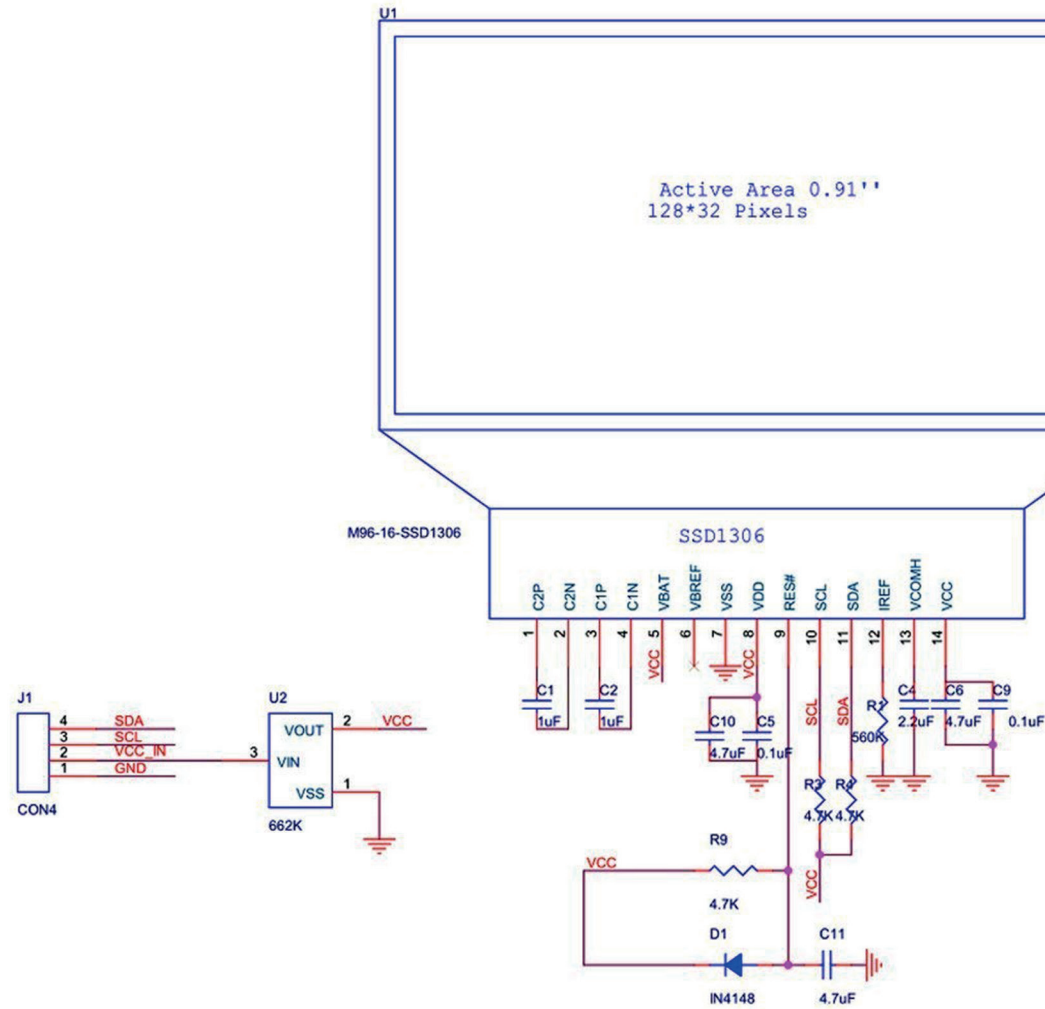 U1
Active Area 0.91''
128*32 Pixels
M96-16-SSD1306
SSD1306
C2P
C2N
C1P
C1N
VBAT
VBREF
VSS
VDD
RES#
SCL
SDA
IREF
VCOMH
VCC
1
2
3
4
5
6
7
8
9
10
11
12
13
14
VCC
VCC
SCL
SDA
C1
1uF
C2
1uF
C10
4.7uF
C5
0.1uF
R1
560K
C4
2.2uF
C6
4.7uF
C9
0.1uF
R3
4.7K
R4
4.7K
VCC
J1
4
SDA
3
SCL
2
VCC_IN
1
GND
CON4
U2
VOUT
2
VCC
3
VIN
VSS
1
662K
VCC
R9
4.7K
D1
IN4148
C11
4.7uF